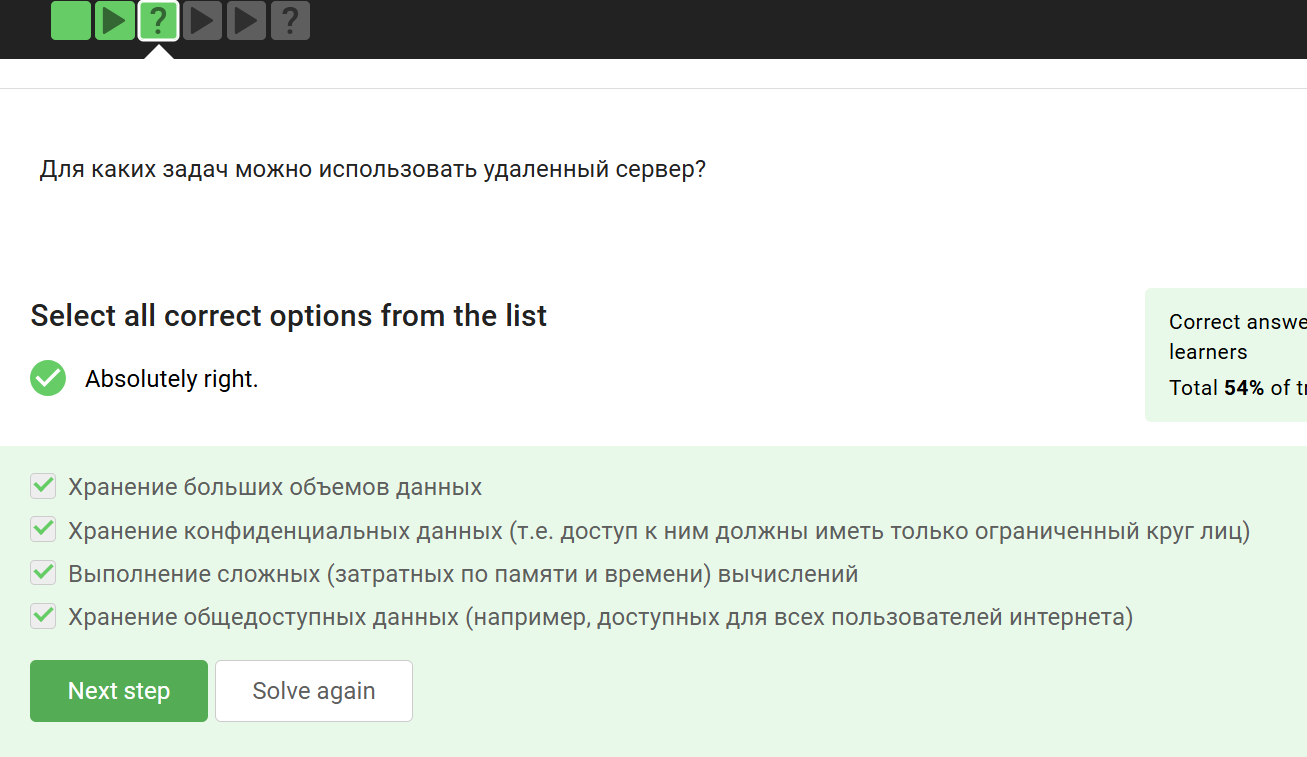 ?
?
Для каких задач можно использовать удаленный сервер?
Select all correct options from the list
Absolutely right.
Correct answe
learners
Total 54% of tr
Хранение больших объемов данных
Хранение конфиденциальных данных (т.е. доступ к ним должны иметь только ограниченный круг лиц)
Выполнение сложных (затратных по памяти и времени) вычислений
Хранение общедоступных данных (например, доступных для всех пользователей интернета)
Next step
Solve again